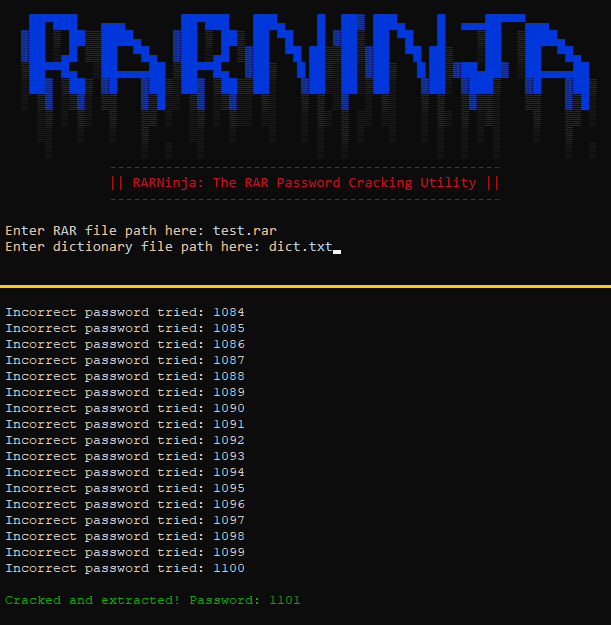 RARNINJA
|| RARNinja: The RAR Password Cracking Utility ||
Enter RAR file path here: test.rar
Enter dictionary file path here: dict.txt
Incorrect password tried: 1084
Incorrect password tried: 1085
Incorrect password tried: 1086
Incorrect password tried: 1087
Incorrect password tried: 1088
Incorrect password tried: 1089
Incorrect password tried: 1090
Incorrect password tried: 1091
Incorrect password tried: 1092
Incorrect password tried: 1093
Incorrect password tried: 1094
Incorrect password tried: 1095
Incorrect password tried: 1096
Incorrect password tried: 1097
Incorrect password tried: 1098
Incorrect password tried: 1099
Incorrect password tried: 1100
Cracked and extracted! Password: 1101